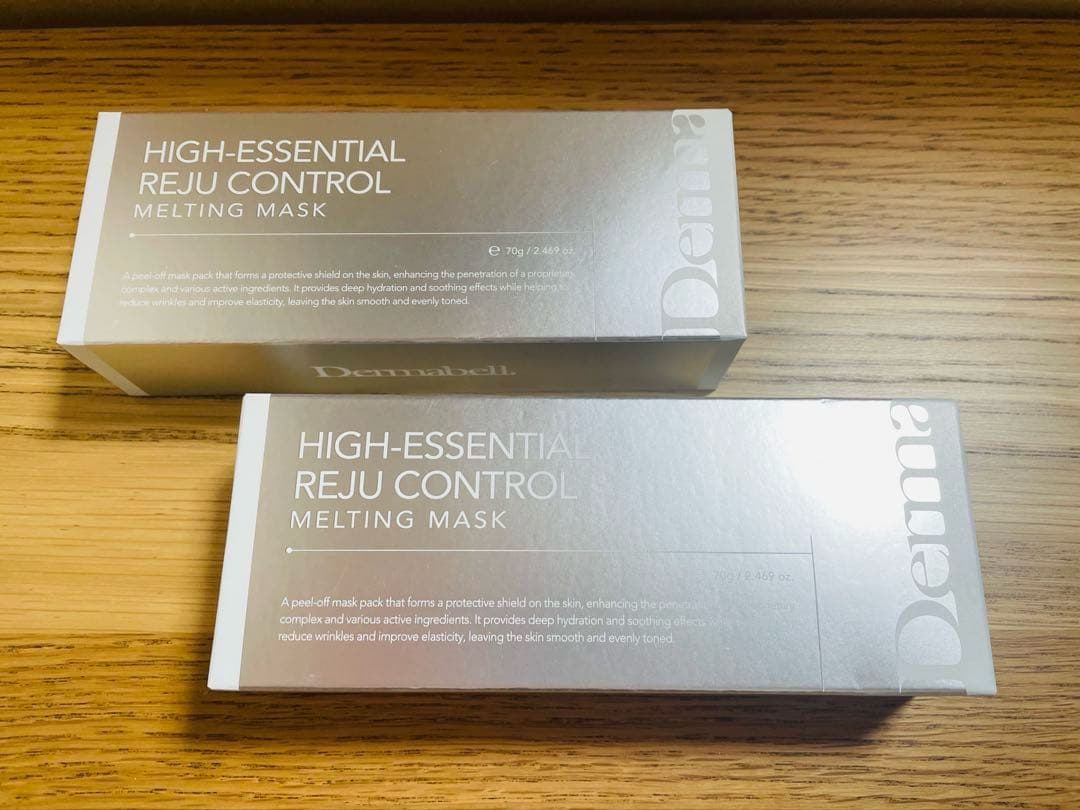 HIGH-ESSENTIAL
REJU CONTROL
MELTING MASK
℮ 70g / 2.469 oz.
A peel-off mask pack that forms a protective shield on the skin, enhancing the penetration of a proprietary
complex and various active ingredients. It provides deep hydration and soothing effects while helping to
reduce wrinkles and improve elasticity, leaving the skin smooth and evenly toned.
Derma
Dermabell.
HIGH-ESSENTIAL
REJU CONTROL
MELTING MASK
70g / 2.469 oz.
A peel-off mask pack that forms a protective shield on the skin, enhancing the
complex and various active ingredients. It provides deep hydration and soothing effects
reduce wrinkles and improve elasticity, leaving the skin smooth and evenly toned.
Derma